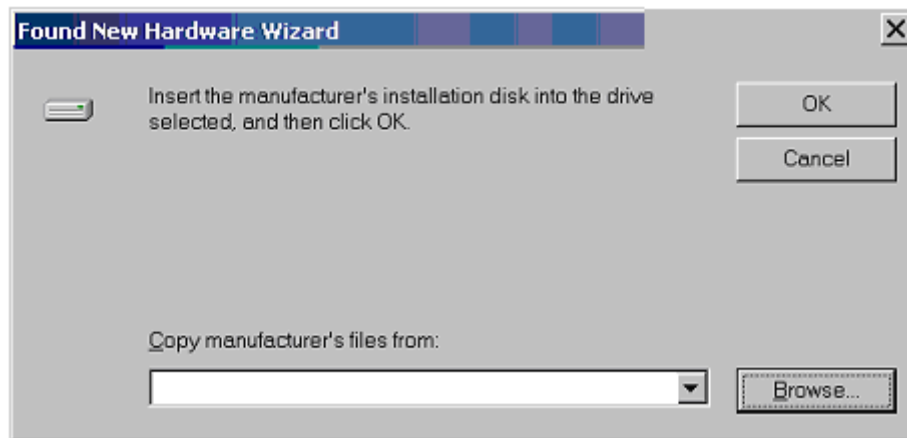 Found New Hardware Wizard
Insert the manufacturer's installation disk into the drive
selected, and then click OK.
OK
Cancel
Copy manufacturer's files from:
Browse...